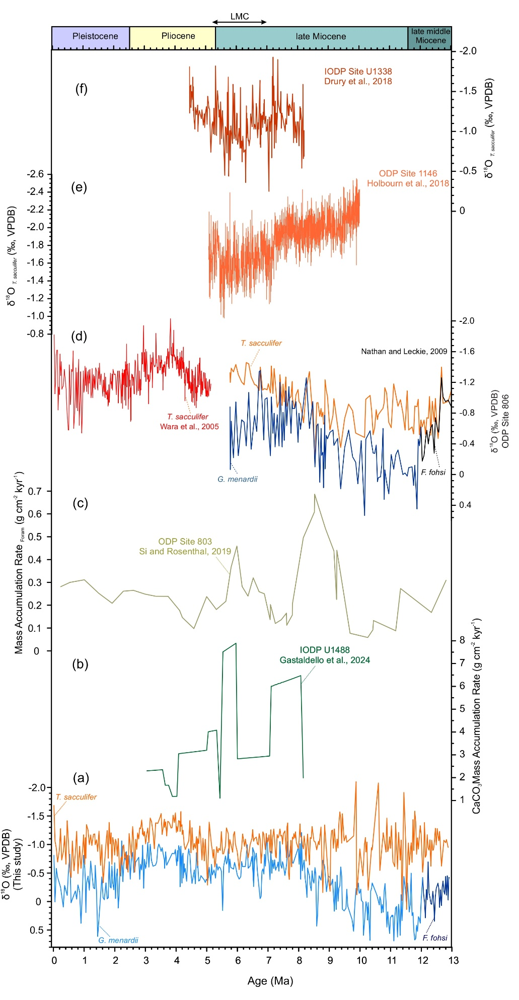 LMC
Pleistocene
Pliocene
late Miocene
late middle
Miocene
(f)
IODP Site U1338
Drury et al., 2018
-2.0
-1.5
-1.0
-0.5
0
δ¹⁸O T. sacculifer (‰, VPDB)
(e)
ODP Site 1146
Holbourn et al., 2018
-2.6
-2.4
-2.2
-2.0
-1.8
-1.6
-1.4
-1.2
-1.0
-0.8
δ¹⁸O T. sacculifer (‰, VPDB)
(d)
T. sacculifer
Nathan and Leckie, 2009
T. sacculifer
Wara et al., 2005
G. menardii
F. fohsi
-2.0
-1.6
-1.2
-0.8
-0.4
0
0.4
δ¹⁸O (‰, VPDB)
ODP Site 806
(c)
ODP Site 803
Si and Rosenthal, 2019
0.7
0.6
0.5
0.4
0.3
0.2
0.1
0
Mass Accumulation Rate Foram (g cm⁻² kyr⁻¹)
(b)
IODP U1488
Gastaldello et al., 2024
8
7
6
5
4
3
2
1
CaCO₃Mass Accumulation Rate (g cm⁻² kyr⁻¹)
(a)
T. sacculifer
G. menardii
F. fohsi
-2.0
-1.5
-1.0
-0.5
0
0.5
δ¹⁸O (‰, VPDB)
(This study)
0 1 2 3 4 5 6 7 8 9 10 11 12 13
Age (Ma)